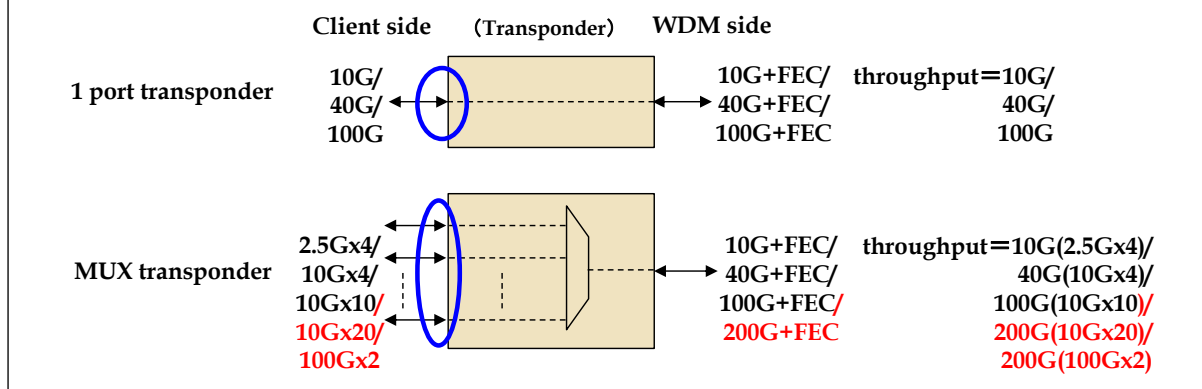 Client side (Transponder) WDM side
1 port transponder
10G/
40G/
100G
10G+FEC/
40G+FEC/
100G+FEC
throughput=10G/
40G/
100G
MUX transponder
2.5Gx4/
10Gx4/
10Gx10/
10Gx20/
100Gx2
10G+FEC/
40G+FEC/
100G+FEC/
200G+FEC
throughput=10G(2.5Gx4)/
40G(10Gx4)/
100G(10Gx10)/
200G(10Gx20)/
200G(100Gx2)